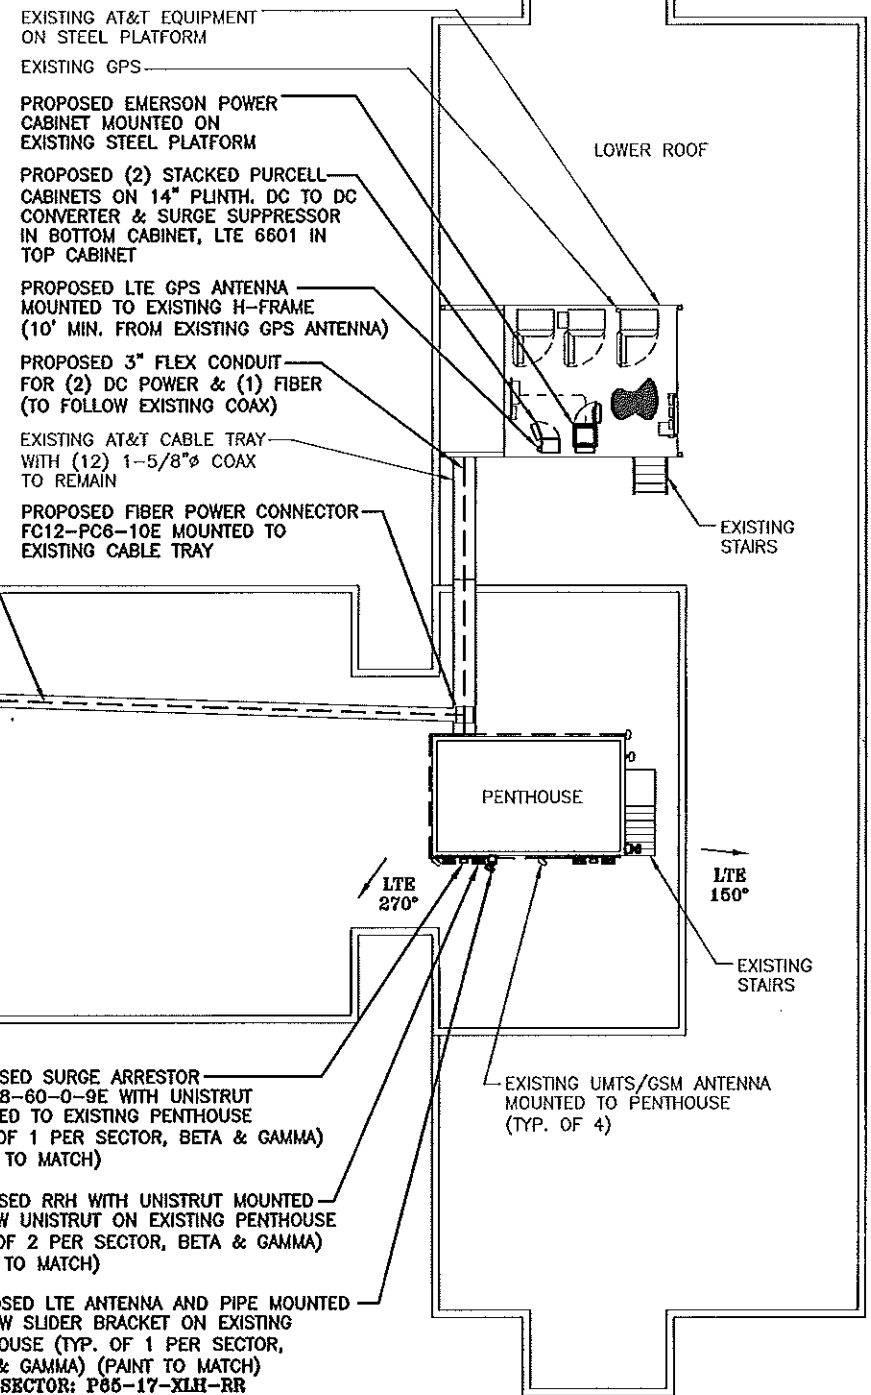 EXISTING AT&T EQUIPMENT
ON STEEL PLATFORM
EXISTING GPS
PROPOSED EMERSON POWER
CABINET MOUNTED ON
EXISTING STEEL PLATFORM
PROPOSED (2) STACKED PURCELL
CABINETS ON 14" PLINTH. DC TO DC
CONVERTER & SURGE SUPPRESSOR
IN BOTTOM CABINET, LTE 6601 IN
TOP CABINET
PROPOSED LTE GPS ANTENNA
MOUNTED TO EXISTING H-FRAME
(10' MIN. FROM EXISTING GPS ANTENNA)
PROPOSED 3" FLEX CONDUIT
FOR (2) DC POWER & (1) FIBER
(TO FOLLOW EXISTING COAX)
EXISTING AT&T CABLE TRAY
WITH (12) 1-5/8"ø COAX
TO REMAIN
PROPOSED FIBER POWER CONNECTOR
FC12-PC6-10E MOUNTED TO
EXISTING CABLE TRAY
LOWER ROOF
EXISTING
STAIRS
PENTHOUSE
LTE
270°
LTE
150°
EXISTING
STAIRS
EXISTING UMTS/GSM ANTENNA
MOUNTED TO PENTHOUSE
(TYP. OF 4)
SED SURGE ARRESTOR
8-60-0-9E WITH UNISTRUT
ED TO EXISTING PENTHOUSE
OF 1 PER SECTOR, BETA & GAMMA)
TO MATCH)
SED RRH WITH UNISTRUT MOUNTED
W UNISTRUT ON EXISTING PENTHOUSE
OF 2 PER SECTOR, BETA & GAMMA)
TO MATCH)
OSED LTE ANTENNA AND PIPE MOUNTED
W SLIDER BRACKET ON EXISTING
OUSE (TYP. OF 1 PER SECTOR,
& GAMMA) (PAINT TO MATCH)
SECTOR: P65-17-XLH-RR